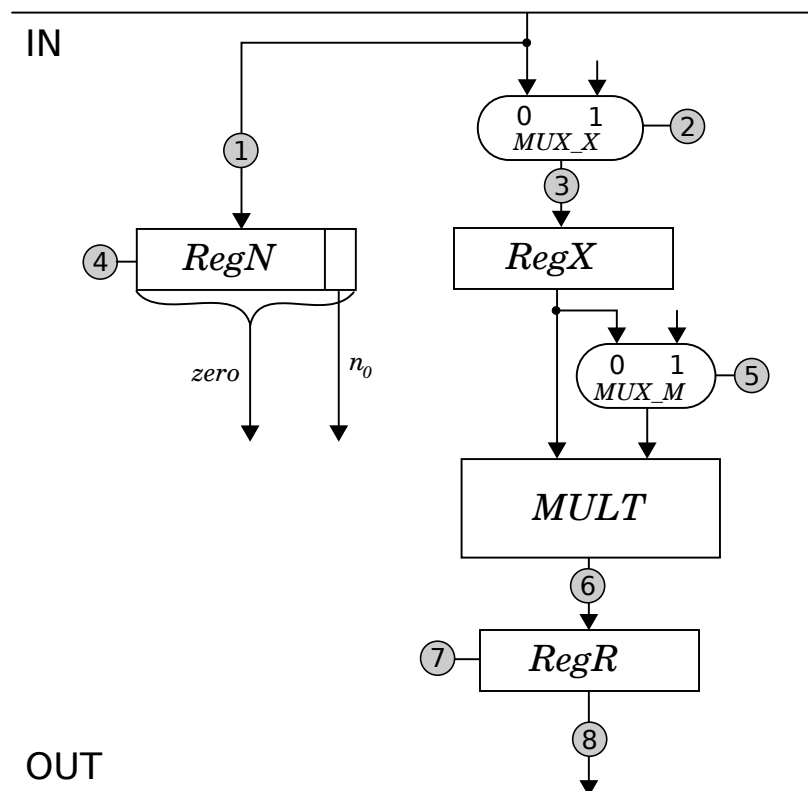 IN
0 1
MUX_X
2
1
3
4
RegN
RegX
zero
n0
0 1
MUX_M
5
MULT
6
7
RegR
8
OUT